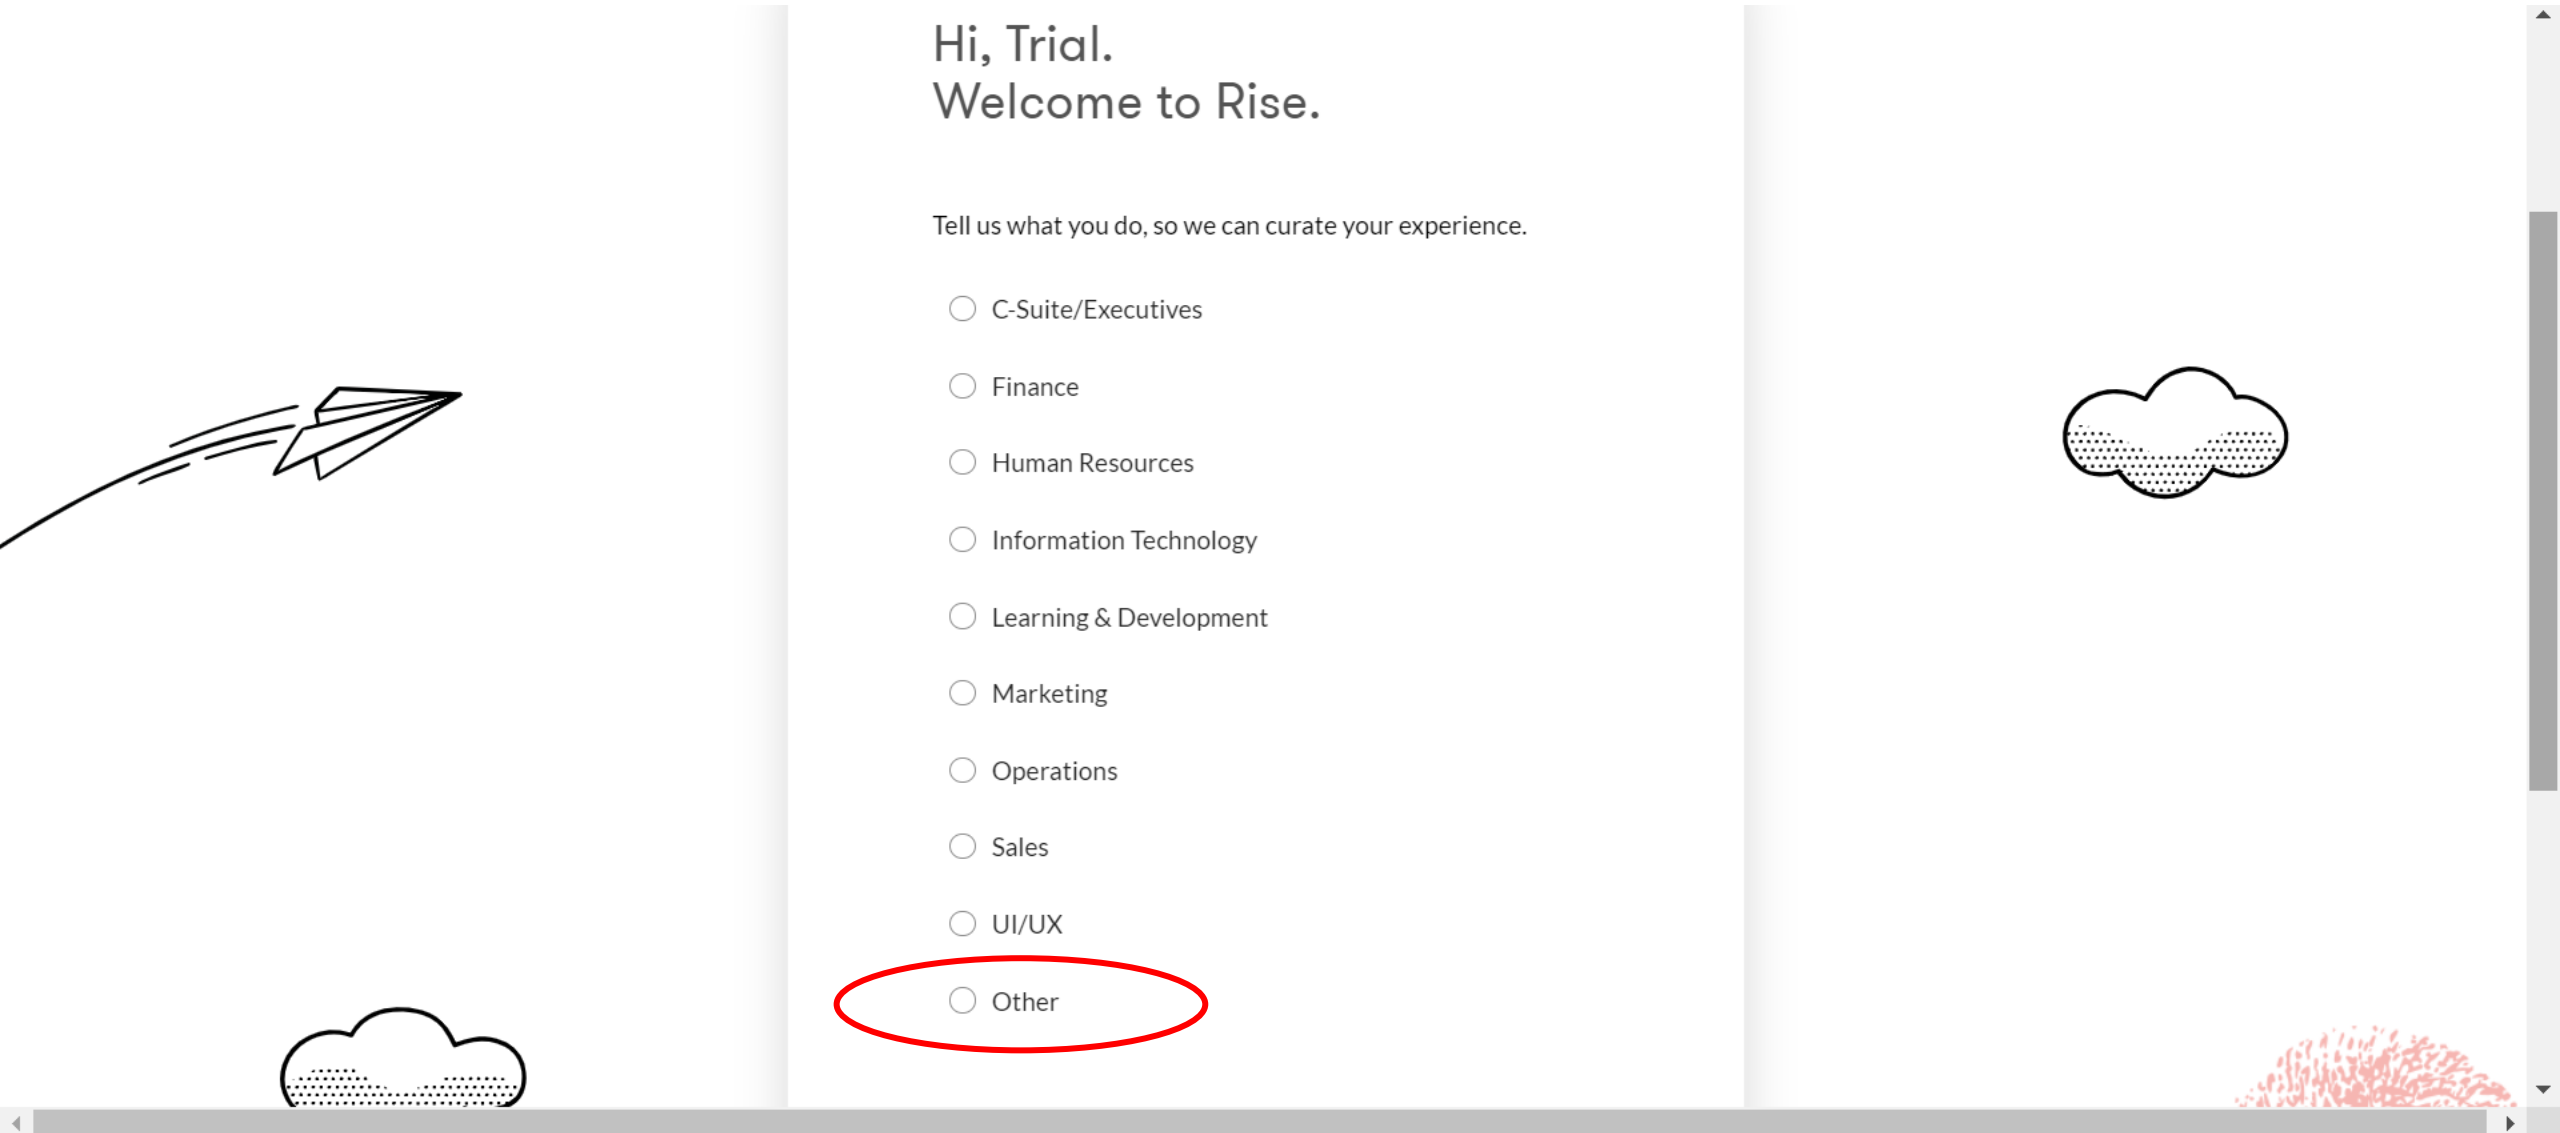 Hi, Trial.
Welcome to Rise.
Tell us what you do, so we can curate your experience.
C-Suite/Executives
Finance
Human Resources
Information Technology
Learning & Development
Marketing
Operations
Sales
UI/UX
Other